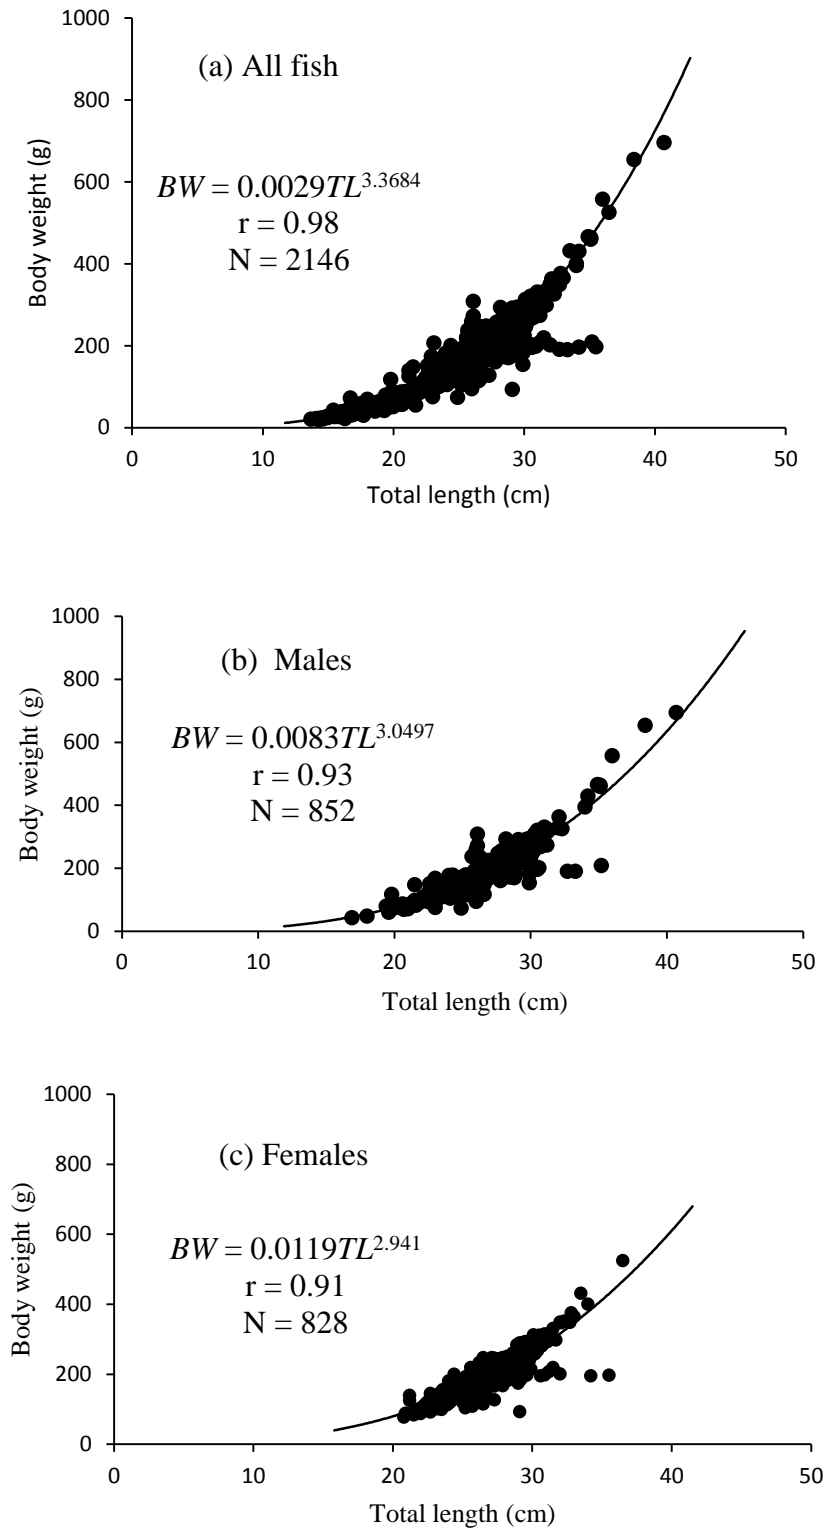 1000
(a) All fish
800
BW = 0.0029TL^3.3684
r = 0.98
N = 2146
600
400
200
0
0 10 20 30 40 50
Body weight (g)
Total length (cm)
1000
(b) Males
800
BW = 0.0083TL^3.0497
r = 0.93
N = 852
600
400
200
0
0 10 20 30 40 50
Body weight (g)
Total length (cm)
1000
(c) Females
800
BW = 0.0119TL^2.941
r = 0.91
N = 828
600
400
200
0
0 10 20 30 40 50
Body weight (g)
Total length (cm)